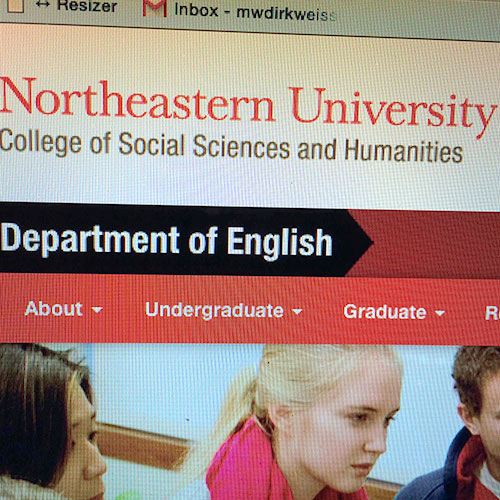 ↔ Resizer Inbox - mwdirkweiss
Northeastern University
College of Social Sciences and Humanities
Department of English
About Undergraduate Graduate R